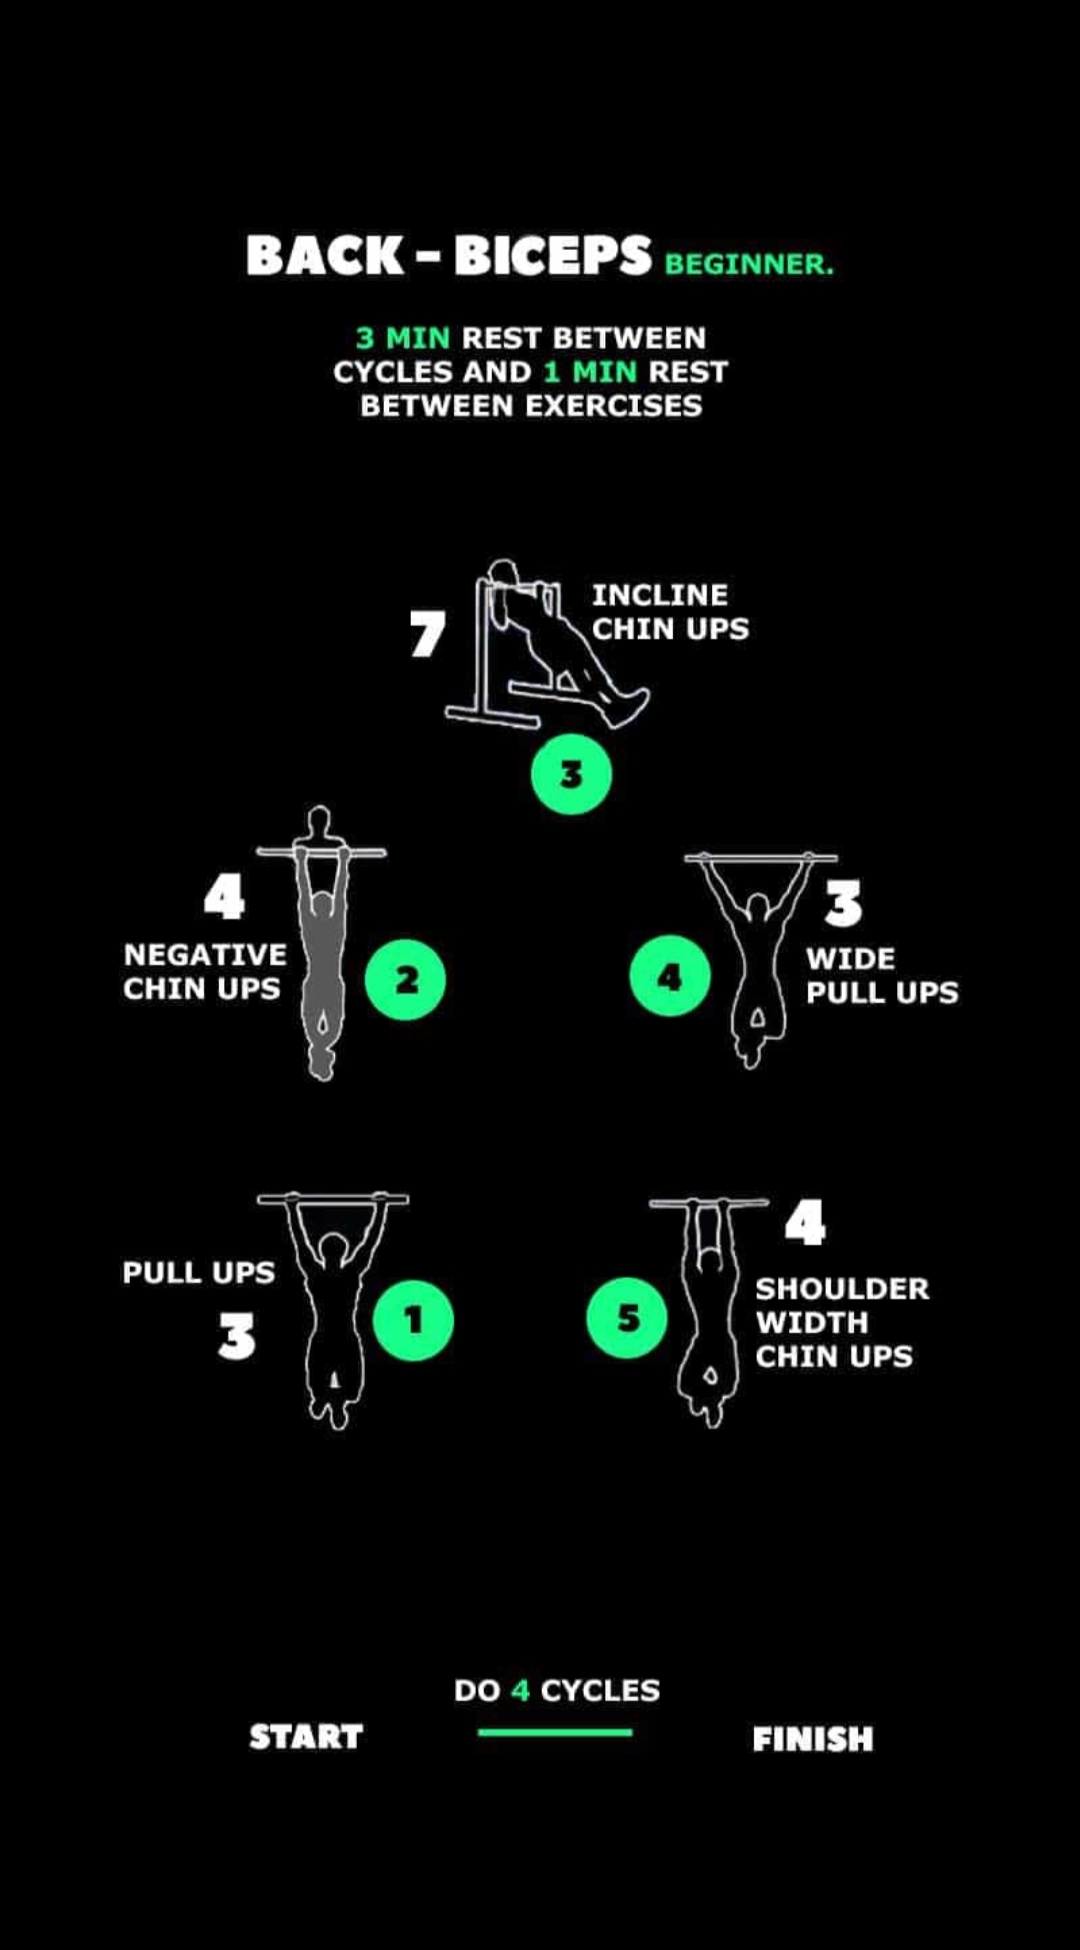 BACK - BICEPS BEGINNER.
3 MIN REST BETWEEN
CYCLES AND 1 MIN REST
BETWEEN EXERCISES
7
INCLINE
CHIN UPS
3
4
NEGATIVE
CHIN UPS
2
4
3
WIDE
PULL UPS
PULL UPS
3
1
5
4
SHOULDER
WIDTH
CHIN UPS
DO 4 CYCLES
START
FINISH